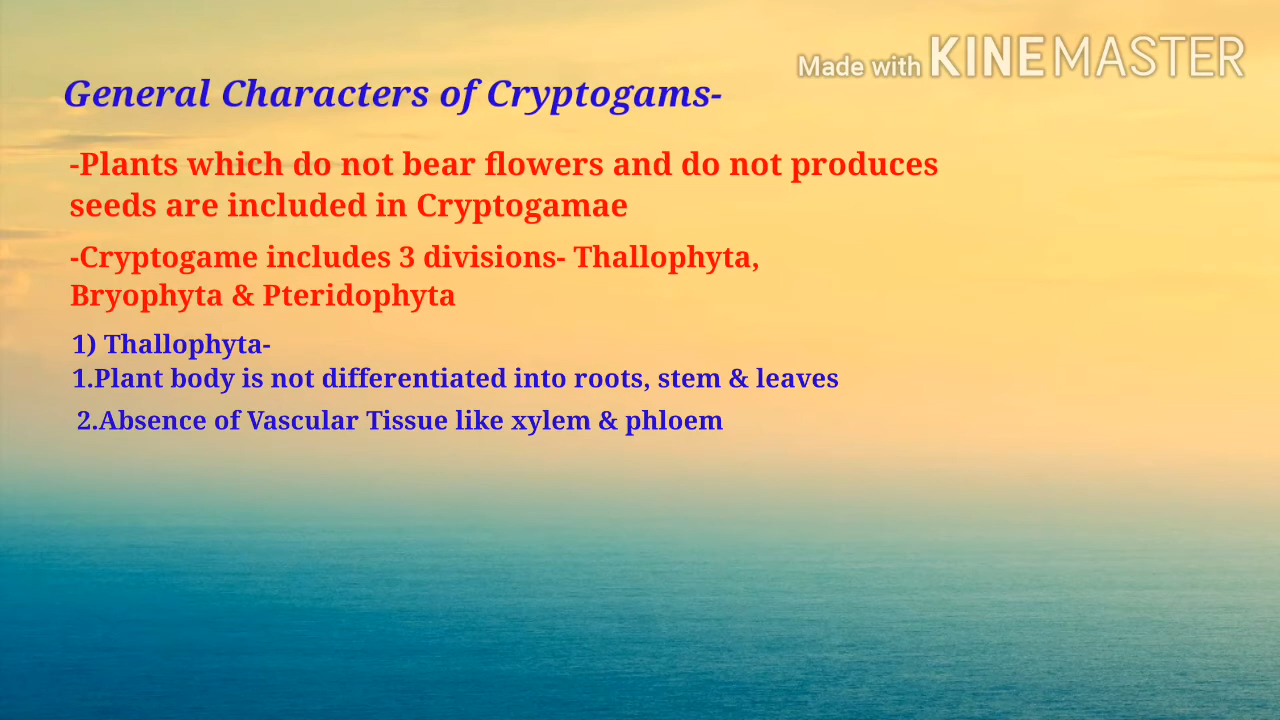 Made with KINEMASTER
General Characters of Cryptogams-
-Plants which do not bear flowers and do not produces
seeds are included in Cryptogamae
-Cryptogame includes 3 divisions- Thallophyta,
Bryophyta & Pteridophyta
1) Thallophyta-
1.Plant body is not differentiated into roots, stem & leaves
2.Absence of Vascular Tissue like xylem & phloem